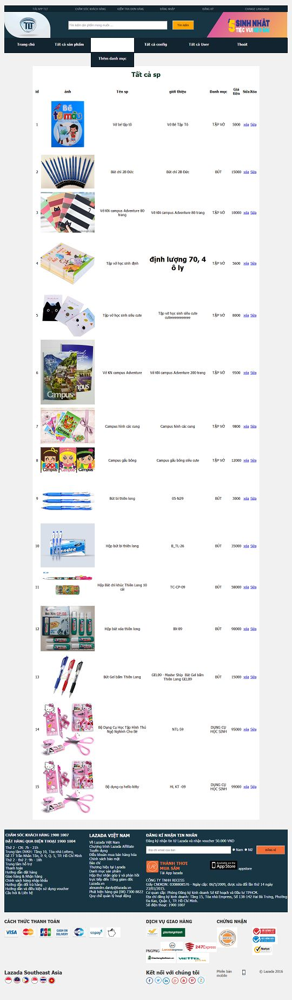 TẢI APP TLT CHĂM SÓC KHÁCH HÀNG KIỂM TRA ĐƠN HÀNG ĐĂNG NHẬP ĐĂNG KÝ CHANGE LANGUAGE
TLT
Tìm kiếm sản phẩm mong muốn ... Tìm kiếm
5 SINH NHẬT
TIỆC VUI
Trang chủ Tất cả sản phẩm Tất cả config Tất cả User Thoát
Thêm danh mục
Tất cả sp
id ảnh Tên sp giới thiệu Danh mục Giá tiền Sửa Xóa
1 Vở bé tập tô Vở Bé Tập Tô TẬP VỞ 5000 xóa Sửa
2 Bút chì 2B Đức Bút chì 2B Đức BÚT 15000 xóa Sửa
3 Vở KN campus Adventure 80 trang Vở KN campus Adventure 80 trang TẬP VỞ 10000 xóa Sửa
4 Tập vở học sinh định định lượng 70, 4 ô ly TẬP VỞ 5600 xóa Sửa
5 Tập vở học sinh siêu cute Tập vở học sinh siêu cute cuteeeeeeeeeeee TẬP VỞ 8000 xóa Sửa
6 Vở KN campus Adventure Vở KN campus Adventure 200 trang TẬP VỞ 9500 xóa Sửa
7 Campus hình các cung Campus hình các cung TẬP VỞ 9800 xóa Sửa
8 Campus gấu bông Campus gấu bông siêu cute TẬP VỞ 12000 xóa Sửa
9 Bút bi thiên long 05-N29 BÚT 3000 xóa Sửa
10 Hộp bút bi thiên long B_TL-26 BÚT 35000 xóa Sửa
11 Hộp Bút chì khúc Thiên Long 10 cái TC-CP-09 BÚT 58000 xóa Sửa
12 Hộp bút xóa thiên long BX-09 BÚT 90000 xóa Sửa
13 Bút Gel bấm Thiên Long GEL09 - Master Ship Bút Gel bấm Thiên Long GEL09 BÚT 15000 xóa Sửa
14 Bộ Dụng Cụ Học Tập Hình Thú Ngộ Nghĩnh Cho Bé NTL-59 DỤNG CỤ HỌC SINH 95000 xóa Sửa
15 Bộ dụng cụ hello kitty HL KT -09 DỤNG CỤ HỌC SINH 99000 xóa Sửa
CHĂM SÓC KHÁCH HÀNG 1900 1007
ĐẶT HÀNG QUA ĐIỆN THOẠI 1900 1004
Thứ 2 - CN: 7h - 21h
Trung tâm DVKH: Tầng 10, Tòa nhà Lottery,
Số 77 Trần Nhân Tôn, P. 9, Q. 5, TP. Hồ Chí Minh
Thứ 2 - thứ 7: 9h - 18h
Trung tâm hỗ trợ
Thanh toán
Hướng dẫn đặt hàng
Giao hàng & Nhận hàng
Chính sách hàng nhập khẩu
Hướng dẫn đổi trả hàng
Hướng dẫn và điều kiện sử dụng voucher
Câu hỏi & Liên hệ
LAZADA VIỆT NAM
Về Lazada Việt Nam
Chương trình Lazada Affiliate
Tuyển dụng
Điều khoản mua bán hàng hóa
Chính sách bảo mật
Báo chí
Thương hiệu tại Lazada
Danh mục sản phẩm
Hộp thư nhận góp ý và phản hồi
trực tiếp đến Tổng giám đốc
Lazada.vn
alexandre.dardy@lazada.vn
Phát hiện hàng giả (08) 7300 8822
Quy chế quản lý hoạt động
ĐĂNG KÍ NHẬN TIN NHẮN
Đăng ký nhận tin từ Lazada và nhận voucher 50.000 VND
Địa chỉ email của bạn Nam Nữ ĐĂNG KÍ
THẢNH THƠI
MUA SẮM
Tải App lazada
Available on the App Store appstore
CÔNG TY TNHH RECESS
Giấy CNĐKDN: 0308808576 - Ngày cấp: 06/5/2009, được sửa đổi lần thứ 14 ngày
23/01/2015.
Cơ quan cấp: Phòng Đăng ký kinh doanh Sở Kế hoạch và Đầu tư TPHCM.
Địa chỉ đăng ký kinh doanh: Tầng 15, Tòa nhà Empress, Số 138-142 Hai Bà Trưng, Phường
Đa Kao, Quận 1, TP. Hồ Chí Minh.
Số điện thoại: 1900 1007
CÁCH THỨC THANH TOÁN DỊCH VỤ GIAO HÀNG CHỨNG NHẬN
VISA MasterCard JCB CASH ON DELIVERY smartlink 123pay
giaohangnhanh
PNGPNG Lazadaexpress 247Express
Giaohangtietkiem.vn VIETTEL post
ĐÃ ĐĂNG KÝ
Norton
Lazada Southeast Asia Kết nối với chúng tôi Phiên bản mobile © Lazada 2016